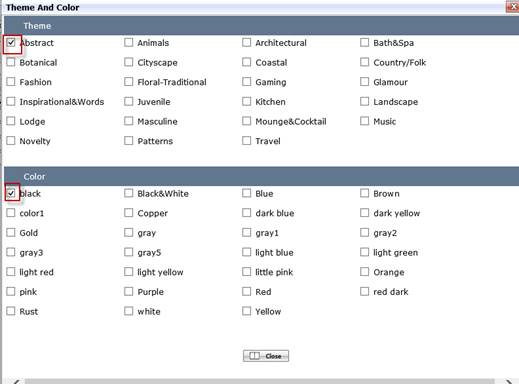 Theme And Color
Theme
Abstract Animals Architectural Bath&Spa
Botanical Cityscape Coastal Country/Folk
Fashion Floral-Traditional Gaming Glamour
Inspirational&Words Juvenile Kitchen Landscape
Lodge Masculine Mounge&Cocktail Music
Novelty Patterns Travel
Color
black Black&White Blue Brown
color1 Copper dark blue dark yellow
Gold gray gray1 gray2
gray3 gray5 light blue light green
light red light yellow little pink Orange
pink Purple Red red dark
Rust white Yellow
Close